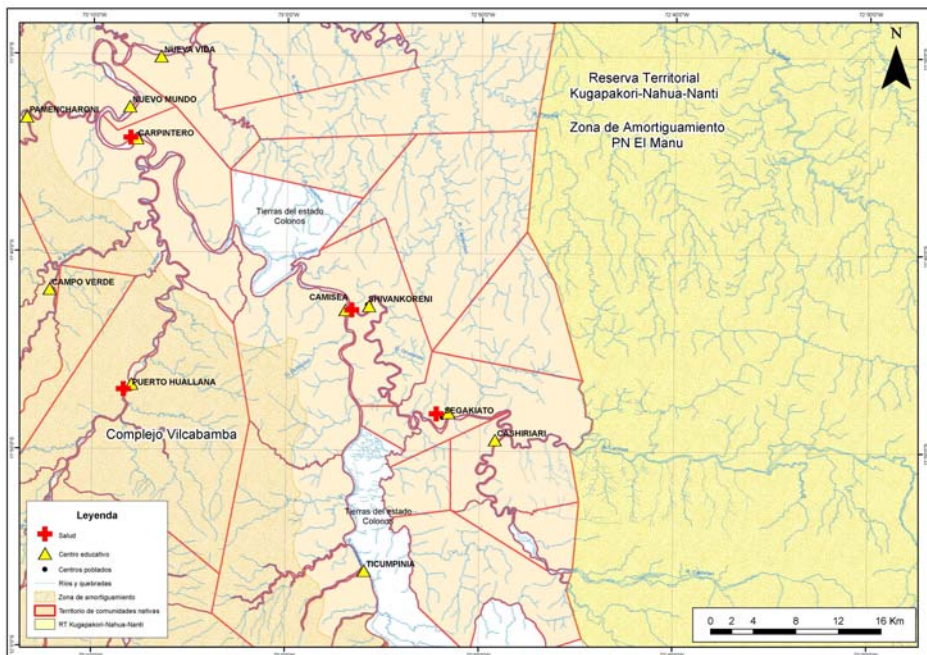 N
NUEVA VIDA
Reserva Territorial
Kugapakori-Nahua-Nanti
NUEVO MUNDO
PAMENCHARONI
Zona de Amortiguamiento
PN El Manu
CARPINTERO
Tierras del estado
Colonos
CAMPO VERDE
CAMISEA
SHIVANKORENI
PUERTO HUALLANA
SEGAKIATO
Complejo Vilcabamba
CASHIRIARI
Tierras del estado
Colonos
TICUMPINIA
Leyenda
Salud
Centro educativo
Centros poblados
Ríos y quebradas
Zona de amortiguamiento
Territorio de comunidades nativas
RT Kugepakori-Nahua-Nanti
0 2 4 8 12 16 Km